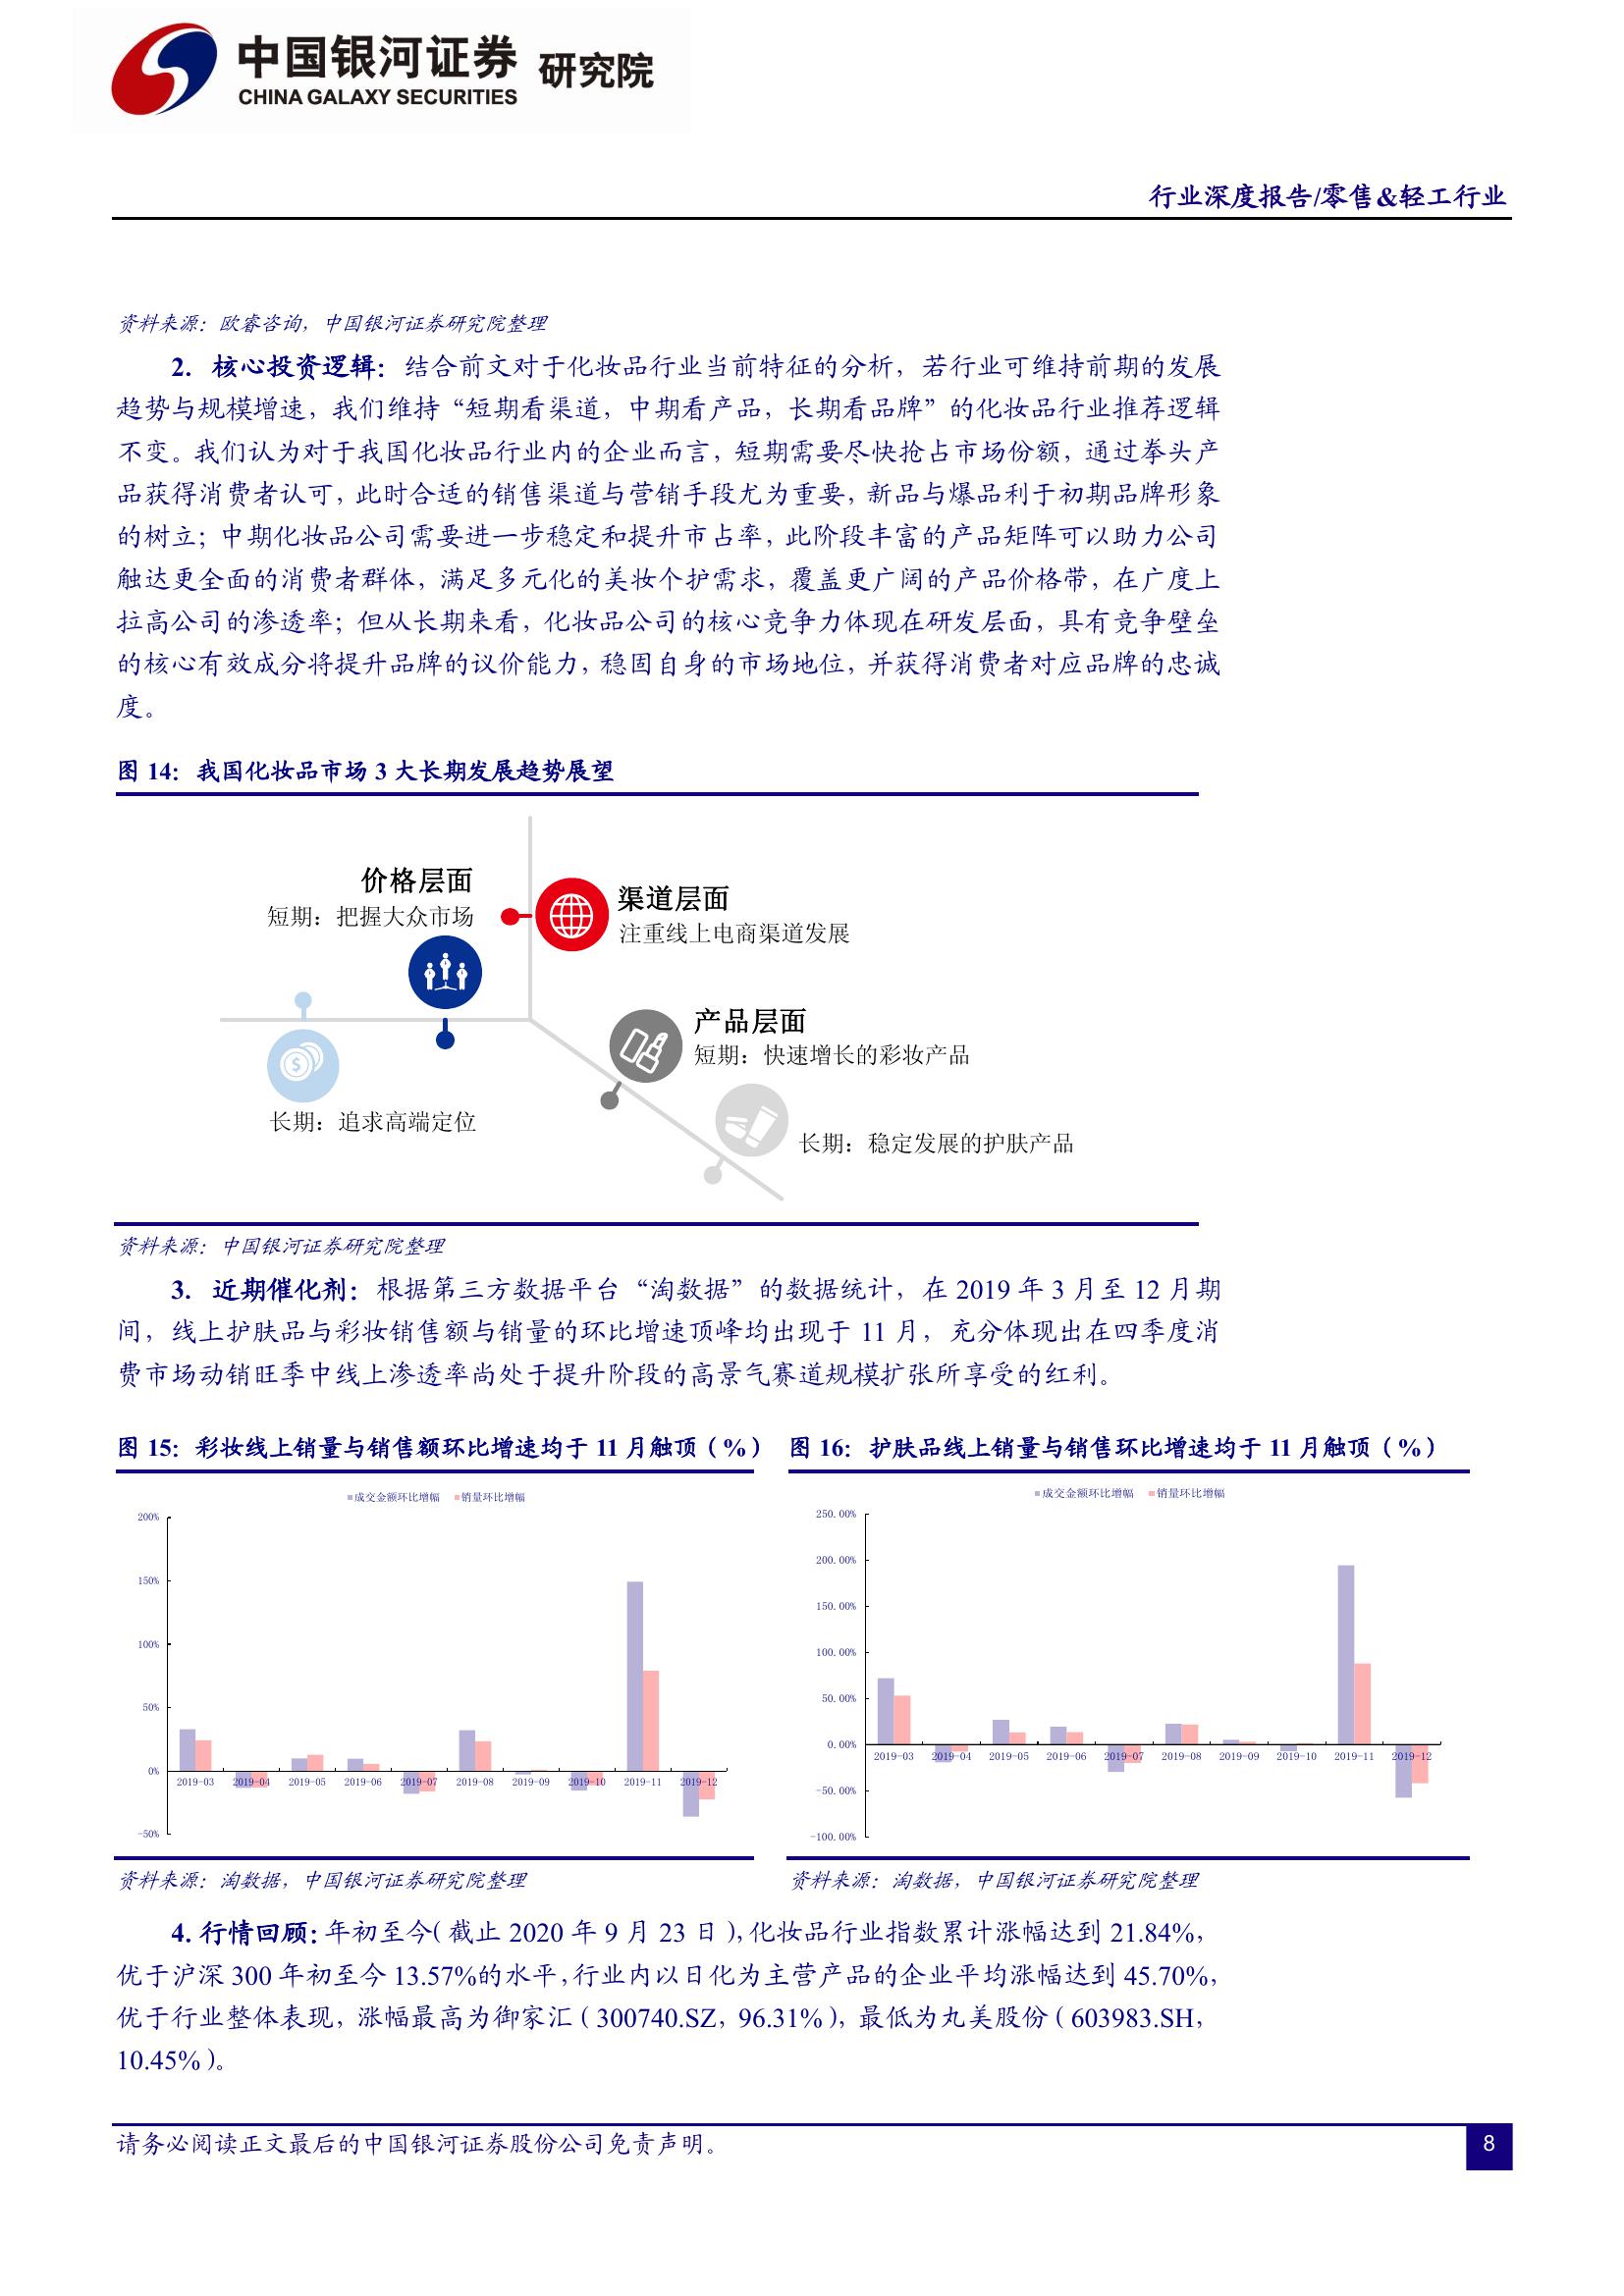 中国银河证券 研究院
CHINA GALAXY SECURITIES
行业深度报告/零售&轻工行业
资料来源：欧睿咨询，中国银河证券研究院整理
2. 核心投资逻辑：结合前文对于化妆品行业当前特征的分析，若行业可维持前期的发展
趋势与规模增速，我们维持“短期看渠道，中期看产品，长期看品牌”的化妆品行业推荐逻辑
不变。我们认为对于我国化妆品行业内的企业而言，短期需要尽快抢占市场份额，通过拳头产
品获得消费者认可，此时合适的销售渠道与营销手段尤为重要，新品与爆品利于初期品牌形象
的树立；中期化妆品公司需要进一步稳定和提升市占率，此阶段丰富的产品矩阵可以助力公司
触达更全面的消费者群体，满足多元化的美妆个护需求，覆盖更广阔的产品价格带，在广度上
拉高公司的渗透率；但从长期来看，化妆品公司的核心竞争力体现在研发层面，具有竞争壁垒
的核心有效成分将提升品牌的议价能力，稳固自身的市场地位，并获得消费者对应品牌的忠诚
度。
图 14：我国化妆品市场 3 大长期发展趋势展望
价格层面
短期：把握大众市场
渠道层面
注重线上电商渠道发展
产品层面
短期：快速增长的彩妆产品
长期：追求高端定位
长期：稳定发展的护肤产品
资料来源：中国银河证券研究院整理
3. 近期催化剂：根据第三方数据平台“淘数据”的数据统计，在 2019 年 3 月至 12 月期
间，线上护肤品与彩妆销售额与销量的环比增速顶峰均出现于 11 月，充分体现出在四季度消
费市场动销旺季中线上渗透率尚处于提升阶段的高景气赛道规模扩张所享受的红利。
图 15：彩妆线上销量与销售额环比增速均于 11 月触顶（%）
成交金额环比增幅 销量环比增幅
200%
150%
100%
50%
0%
-50%
2019-03 2019-04 2019-05 2019-06 2019-07 2019-08 2019-09 2019-10 2019-11 2019-12
资料来源：淘数据，中国银河证券研究院整理
图 16：护肤品线上销量与销售环比增速均于 11 月触顶（%）
成交金额环比增幅 销量环比增幅
250.00%
200.00%
150.00%
100.00%
50.00%
0.00%
-50.00%
-100.00%
2019-03 2019-04 2019-05 2019-06 2019-07 2019-08 2019-09 2019-10 2019-11 2019-12
资料来源：淘数据，中国银河证券研究院整理
4. 行情回顾：年初至今（截止 2020 年 9 月 23 日），化妆品行业指数累计涨幅达到 21.84%，
优于沪深 300 年初至今 13.57%的水平，行业内以日化为主营产品的企业平均涨幅达到 45.70%，
优于行业整体表现，涨幅最高为御家汇（300740.SZ，96.31%），最低为丸美股份（603983.SH，
10.45%）。
请务必阅读正文最后的中国银河证券股份公司免责声明。
8